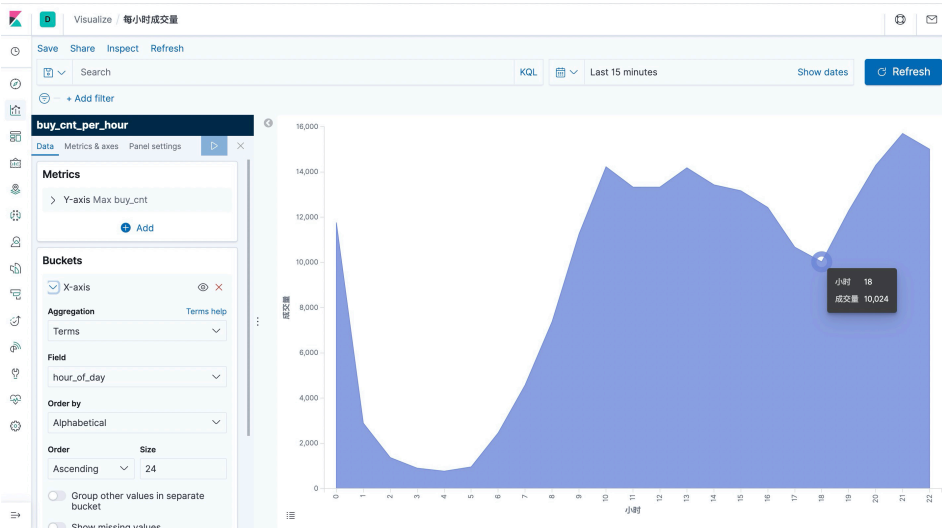 D
Visualize / 每小时成交量
Save Share Inspect Refresh
Search KQL Last 15 minutes Show dates Refresh
+ Add filter
buy_cnt_per_hour
Data Metrics & axes Panel settings
Metrics
Y-axis Max buy_cnt
Add
Buckets
X-axis
Aggregation Terms help
Terms
Field
hour_of_day
Order by
Alphabetical
Order Size
Ascending 24
Group other values in separate
bucket
Show missing values
16,000
14,000
12,000
10,000
8,000
6,000
4,000
2,000
0
成交量
小时 18
成交量 10,024
0 1 2 3 4 5 6 7 8 9 10 11 12 13 14 15 16 17 18 19 20 21 22
小时